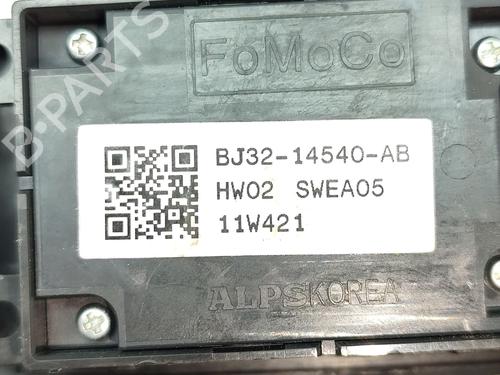 FoMoCo
B-PARTS
BJ32-14540-AB
HW02 SWEA05
11W421
ALPSKOREA